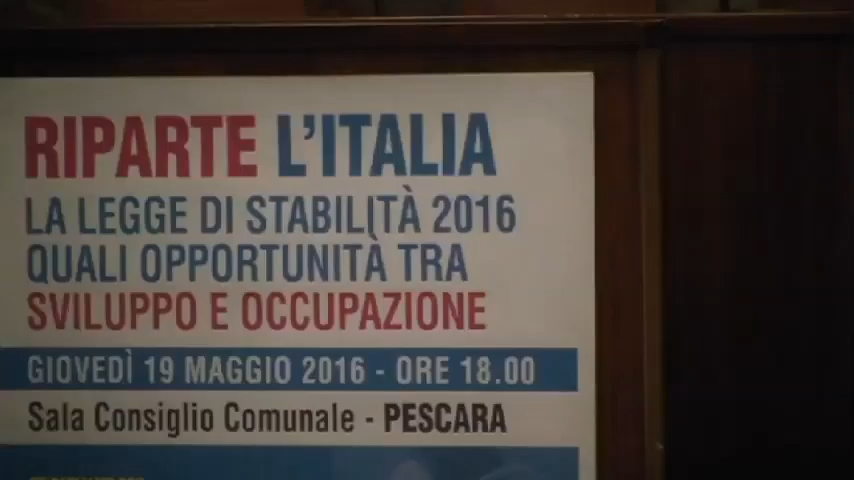 RIPARTE L'ITALIA
LA LEGGE DI STABILITÀ 2016
QUALI OPPORTUNITÀ TRA
SVILUPPO E OCCUPAZIONE
GIOVEDÌ 19 MAGGIO 2016 - ORE 18.00
Sala Consiglio Comunale - PESCARA